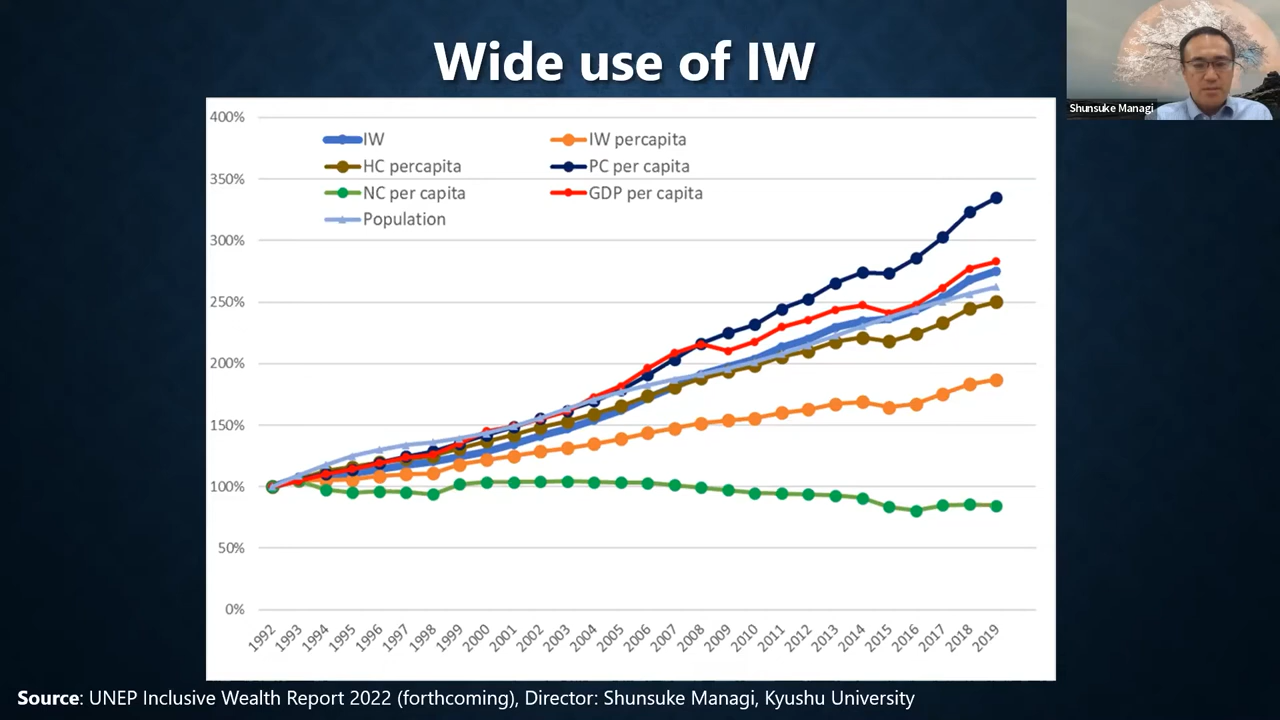 Wide use of IW
Shunsuke Managi
400%
350%
300%
250%
200%
150%
100%
50%
0%
IW
IW percapita
HC percapita
PC per capita
NC per capita
GDP per capita
Population
1992 1993 1994 1995 1996 1997 1998 1999 2000 2001 2002 2003 2004 2005 2006 2007 2008 2009 2010 2011 2012 2013 2014 2015 2016 2017 2018 2019
Source: UNEP Inclusive Wealth Report 2022 (forthcoming), Director: Shunsuke Managi, Kyushu University